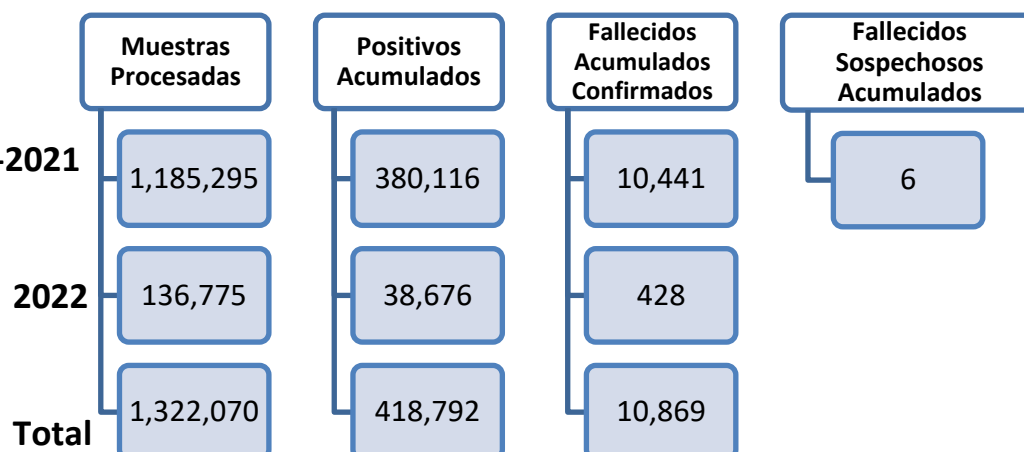 Muestras
Procesadas
Positivos
Acumulados
Fallecidos
Acumulados
Confirmados
Fallecidos
Sospechosos
Acumulados
-2021
1,185,295
380,116
10,441
6
2022
136,775
38,676
428
Total
1,322,070
418,792
10,869